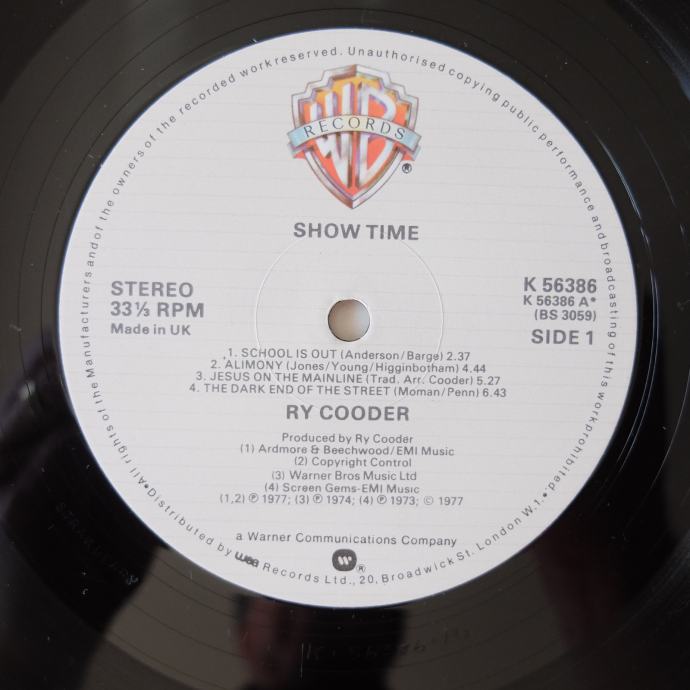 RECORDS
®
SHOW TIME
STEREO
33⅓ RPM
Made in UK
K 56386
K 56386 A*
(BS 3059)
SIDE 1
1. SCHOOL IS OUT (Anderson/Barge) 2.37
2. ALIMONY (Jones/Young/Higginbotham) 4.44
3. JESUS ON THE MAINLINE (Trad. Arr. Cooder) 5.27
4. THE DARK END OF THE STREET (Moman/Penn) 6.43
RY COODER
Produced by Ry Cooder
(1) Ardmore & Beechwood/EMI Music
(2) Copyright Control
(3) Warner Bros Music Ltd
(4) Screen Gems-EMI Music
(1,2) ℗ 1977; (3) ℗ 1974; (4) ℗ 1973; © 1977
a Warner Communications Company
®
All rights of the Manufacturers and of the owners of the recorded work reserved. Unauthorised copying public performance and broadcasting of this work prohibited.
•Distributed by wea Records Ltd., 20, Broadwick St. London W.1.•